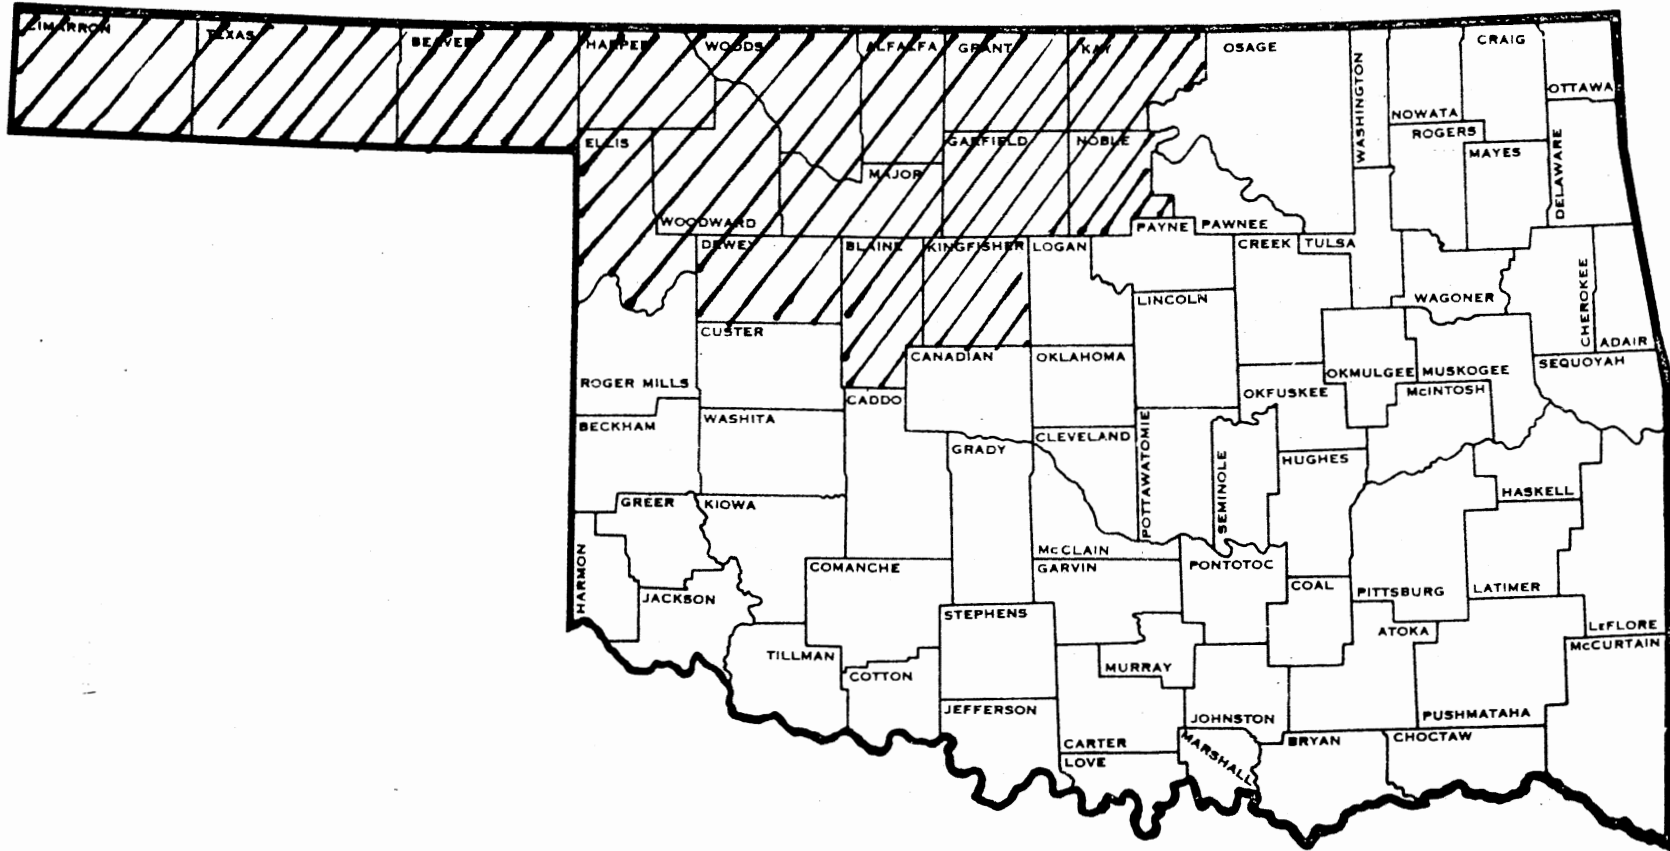 CIMARRON
TEXAS
BEAVER
HARPER
WOODS
ALFALFA
GRANT
KAY
OSAGE
WASHINGTON
NOWATA
CRAIG
OTTAWA
ROGERS
MAYES
DELAWARE
ELLIS
WOODWARD
MAJOR
GARFIELD
NOBLE
PAYNE
PAWNEE
DEWEY
BLAINE
KINGFISHER
LOGAN
CREEK
TULSA
LINCOLN
WAGONER
CHEROKEE
ADAIR
CUSTER
CANADIAN
OKLAHOMA
OKMULGEE
MUSKOGEE
SEQUOYAH
ROGER MILLS
CADDO
OKFUSKEE
McINTOSH
BECKHAM
WASHITA
GRADY
CLEVELAND
POTTAWATOMIE
SEMINOLE
HUGHES
HASKELL
GREER
KIOWA
HARMON
JACKSON
COMANCHE
McCLAIN
GARVIN
PONTOTOC
COAL
PITTSBURG
LATIMER
LeFLORE
STEPHENS
ATOKA
McCURTAIN
TILLMAN
COTTON
MURRAY
JEFFERSON
JOHNSTON
PUSHMATAHA
CARTER
LOVE
MARSHALL
BRYAN
CHOCTAW